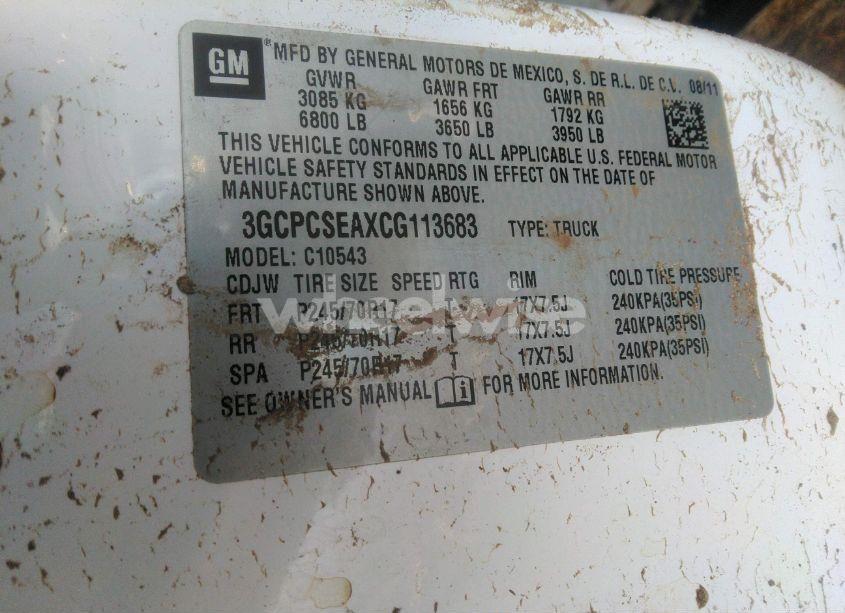 GM
® MFD BY GENERAL MOTORS DE MEXICO, S. DE R.L. DE C.V. 08/11
GVWR GAWR FRT GAWR RR
3085 KG 1656 KG 1792 KG
6800 LB 3650 LB 3950 LB
THIS VEHICLE CONFORMS TO ALL APPLICABLE U.S. FEDERAL MOTOR
VEHICLE SAFETY STANDARDS IN EFFECT ON THE DATE OF
MANUFACTURE SHOWN ABOVE.
3GCPCSEAXCG113683 TYPE: TRUCK
MODEL: C10543
CDJW TIRE SIZE SPEED RTG RIM COLD TIRE PRESSURE
FRT P245/70R17 17X7.5J 240KPA(35PSI)
RR P245/70R17 T 17X7.5J 240KPA(35PSI)
SPA P245/70R17 T 17X7.5J 240KPA(35PSI)
SEE OWNER'S MANUAL i FOR MORE INFORMATION.